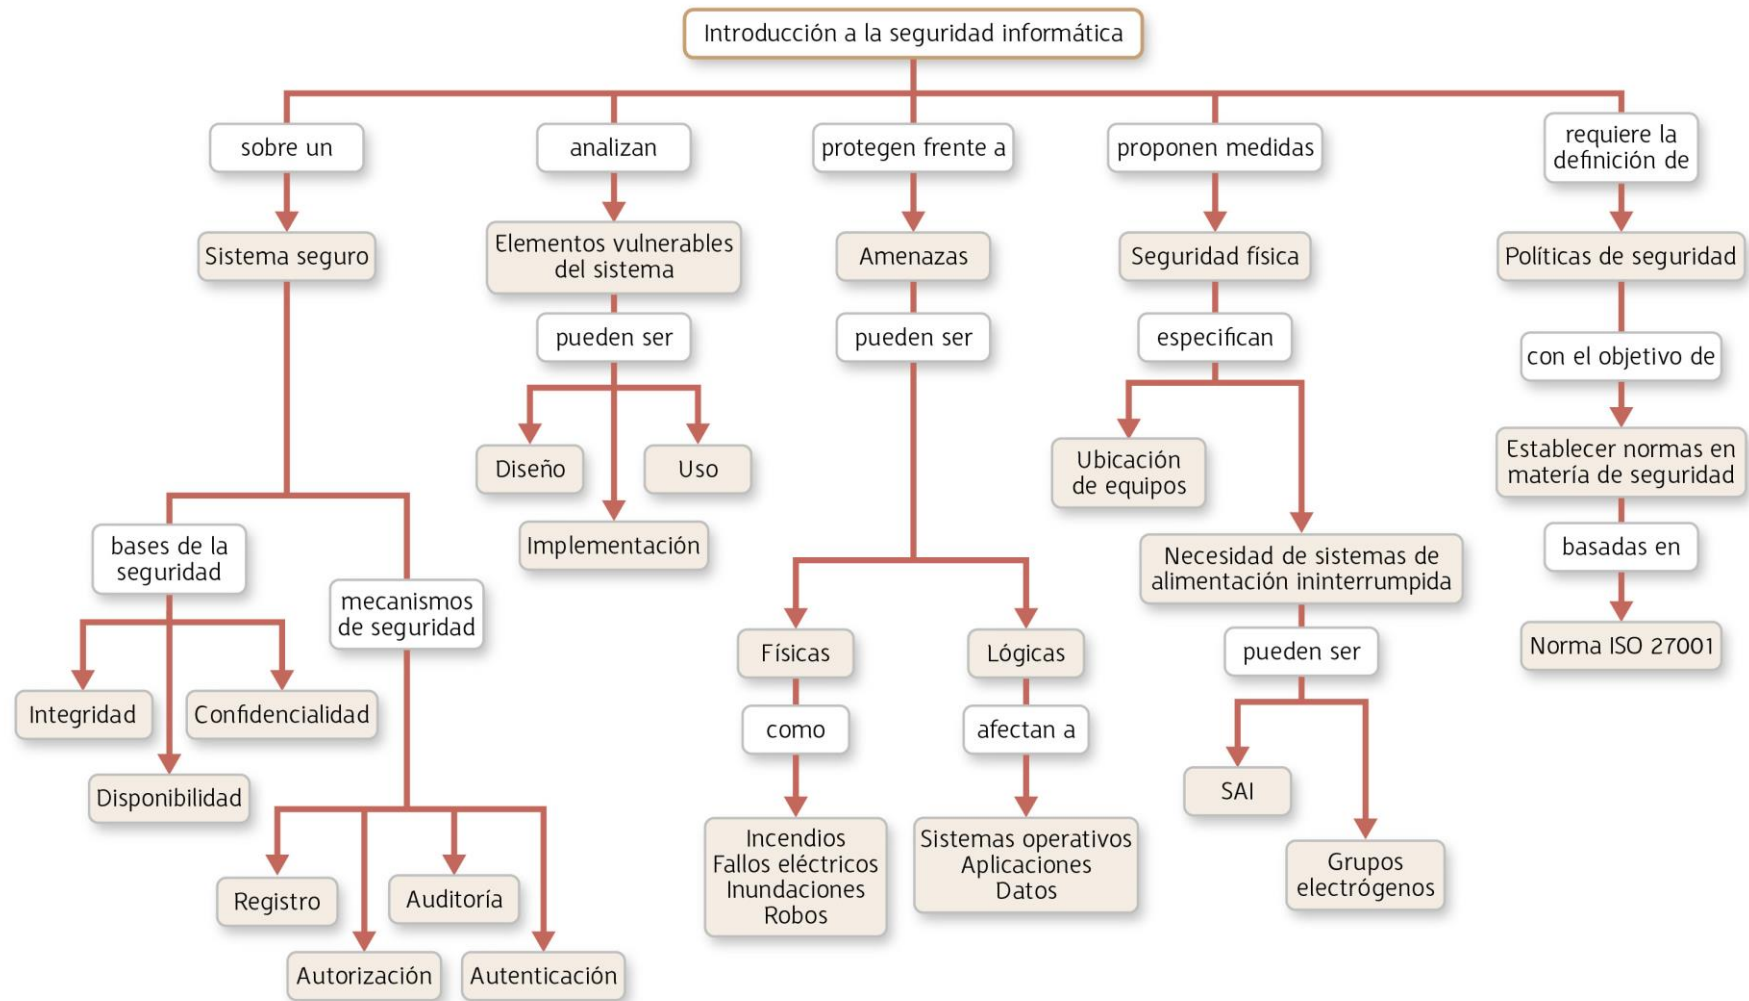 Introducción a la seguridad informática
sobre un
analizan
protegen frente a
proponen medidas
requiere la
definición de
Sistema seguro
Elementos vulnerables
del sistema
Amenazas
Seguridad física
Políticas de seguridad
pueden ser
pueden ser
especifican
con el objetivo de
Diseño
Uso
Ubicación
de equipos
Establecer normas en
matería de seguridad
bases de la
seguridad
Implementación
Necesidad de sistemas de
alimentación ininterrumpida
basadas en
mecanismos
de seguridad
Físicas
Lógicas
pueden ser
Norma ISO 27001
Integridad
Confidencialidad
como
afectan a
Disponibilidad
SAI
Incendios
Fallos eléctricos
Inundaciones
Robos
Sistemas operativos
Aplicaciones
Datos
Grupos
electrógenos
Registro
Auditoría
Autorización
Autenticación